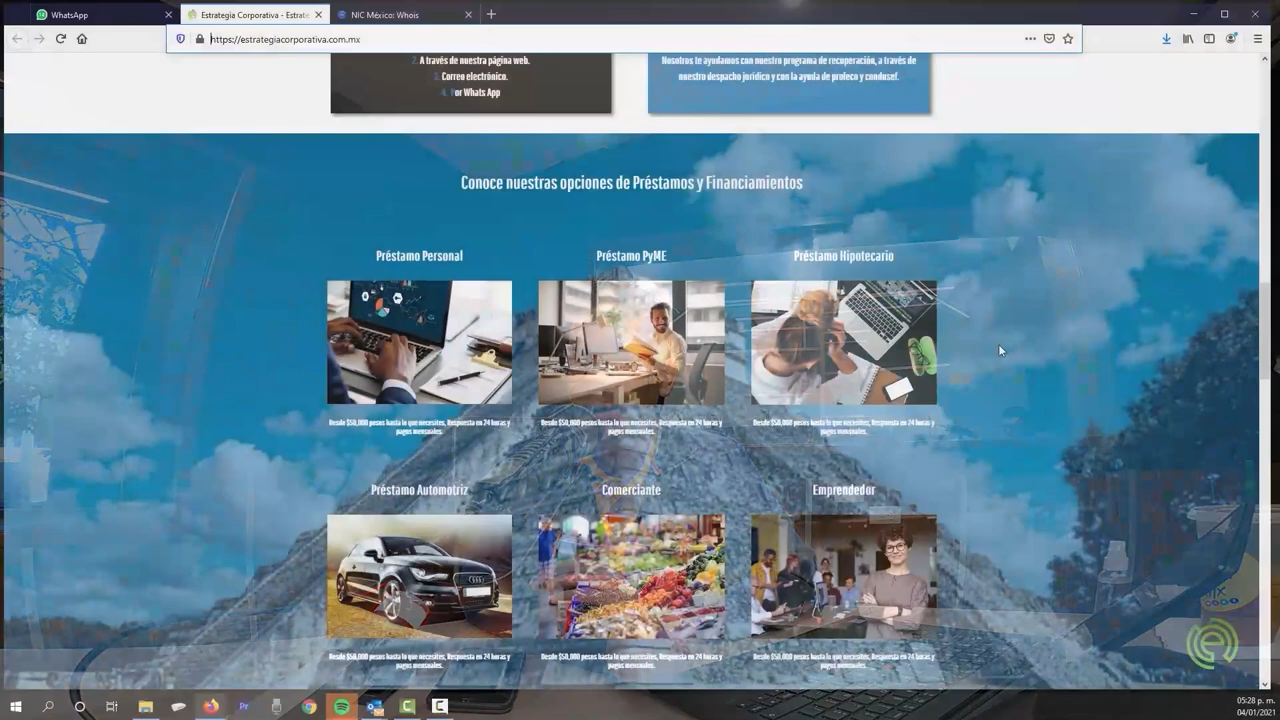 WhatsApp
Estrategia Corporativa - Estrate
NIC México: Whois
https://estrategiacorporativa.com.mx
2. A través de nuestra página web.
3. Correo electrónico.
4. Por Whats App
Nosotros te ayudamos con nuestro programa de recuperación, a través de
nuestro despacho jurídico y con la ayuda de profeco y condusef.
Conoce nuestras opciones de Préstamos y Financiamientos
Préstamo Personal
Préstamo PyME
Préstamo Hipotecario
Desde $50,000 pesos hasta lo que necesites, Respuesta en 24 horas y
pagos mensuales.
Desde $50,000 pesos hasta lo que necesites, Respuesta en 24 horas y
pagos mensuales.
Desde $50,000 pesos hasta lo que necesites, Respuesta en 24 horas y
pagos mensuales.
Préstamo Automotriz
Comerciante
Emprendedor
Desde $50,000 pesos hasta lo que necesites. Respuesta en 24 horas y
pagos mensuales.
Desde $50,000 pesos hasta lo que necesites. Respuesta en 24 horas y
pagos mensuales.
Desde $50,000 pesos hasta lo que necesites. Respuesta en 24 horas y
pagos mensuales.
Pr
05:28 p. m.
04/01/2021